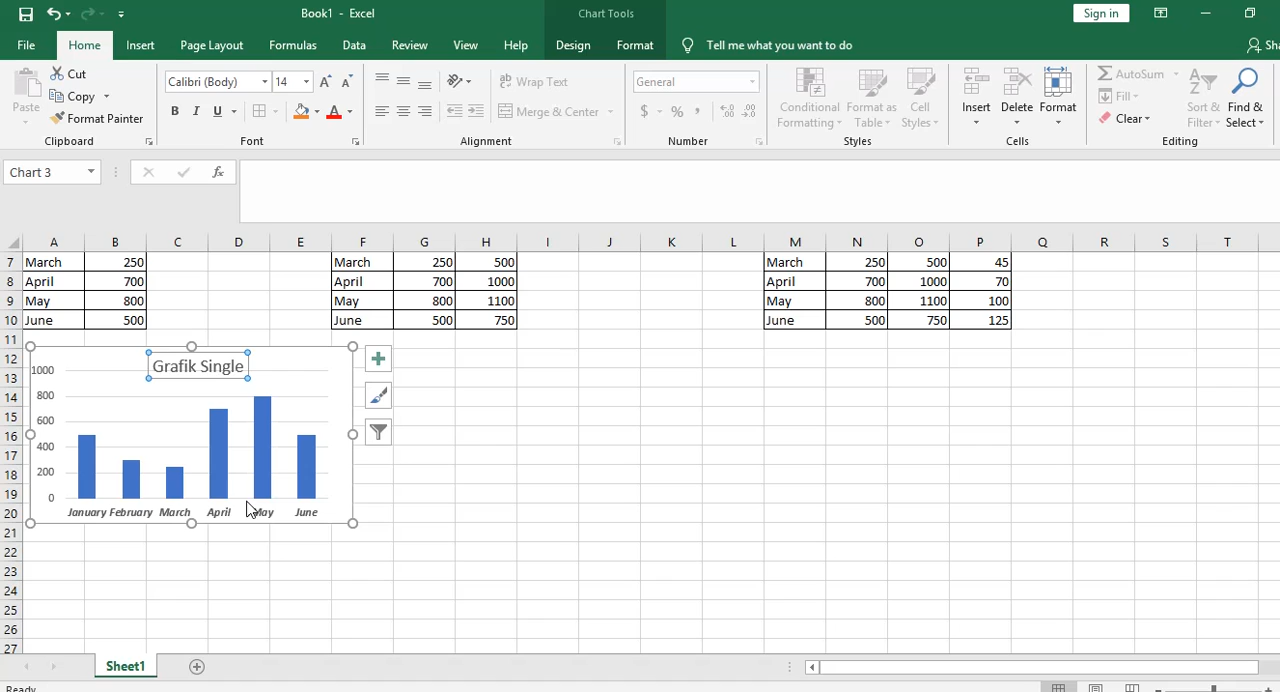 Book1 - Excel
Chart Tools
Sign in
File Home Insert Page Layout Formulas Data Review View Help Design Format Tell me what you want to do
Paste Cut Copy Format Painter Clipboard
Calibri (Body) 14 A A B I U A Font
Wrap Text Merge & Center Alignment
General $ % , Number
Conditional Formatting Format as Table Cell Styles Styles
Insert Delete Format Cells
AutoSum Fill Clear Sort & Filter Find & Select Editing
Chart 3 fx
A B C D E F G H I J K L M N O P Q R S T
7 March 250 March 250 500 March 250 500 45
8 April 700 April 700 1000 April 700 1000 70
9 May 800 May 800 1100 May 800 1100 100
10 June 500 June 500 750 June 500 750 125
11
12
13
14
15
16
17
18
19
20
21
22
23
24
25
26
27
Grafik Single
1000
800
600
400
200
0
January February March April May June
Sheet1
Ready